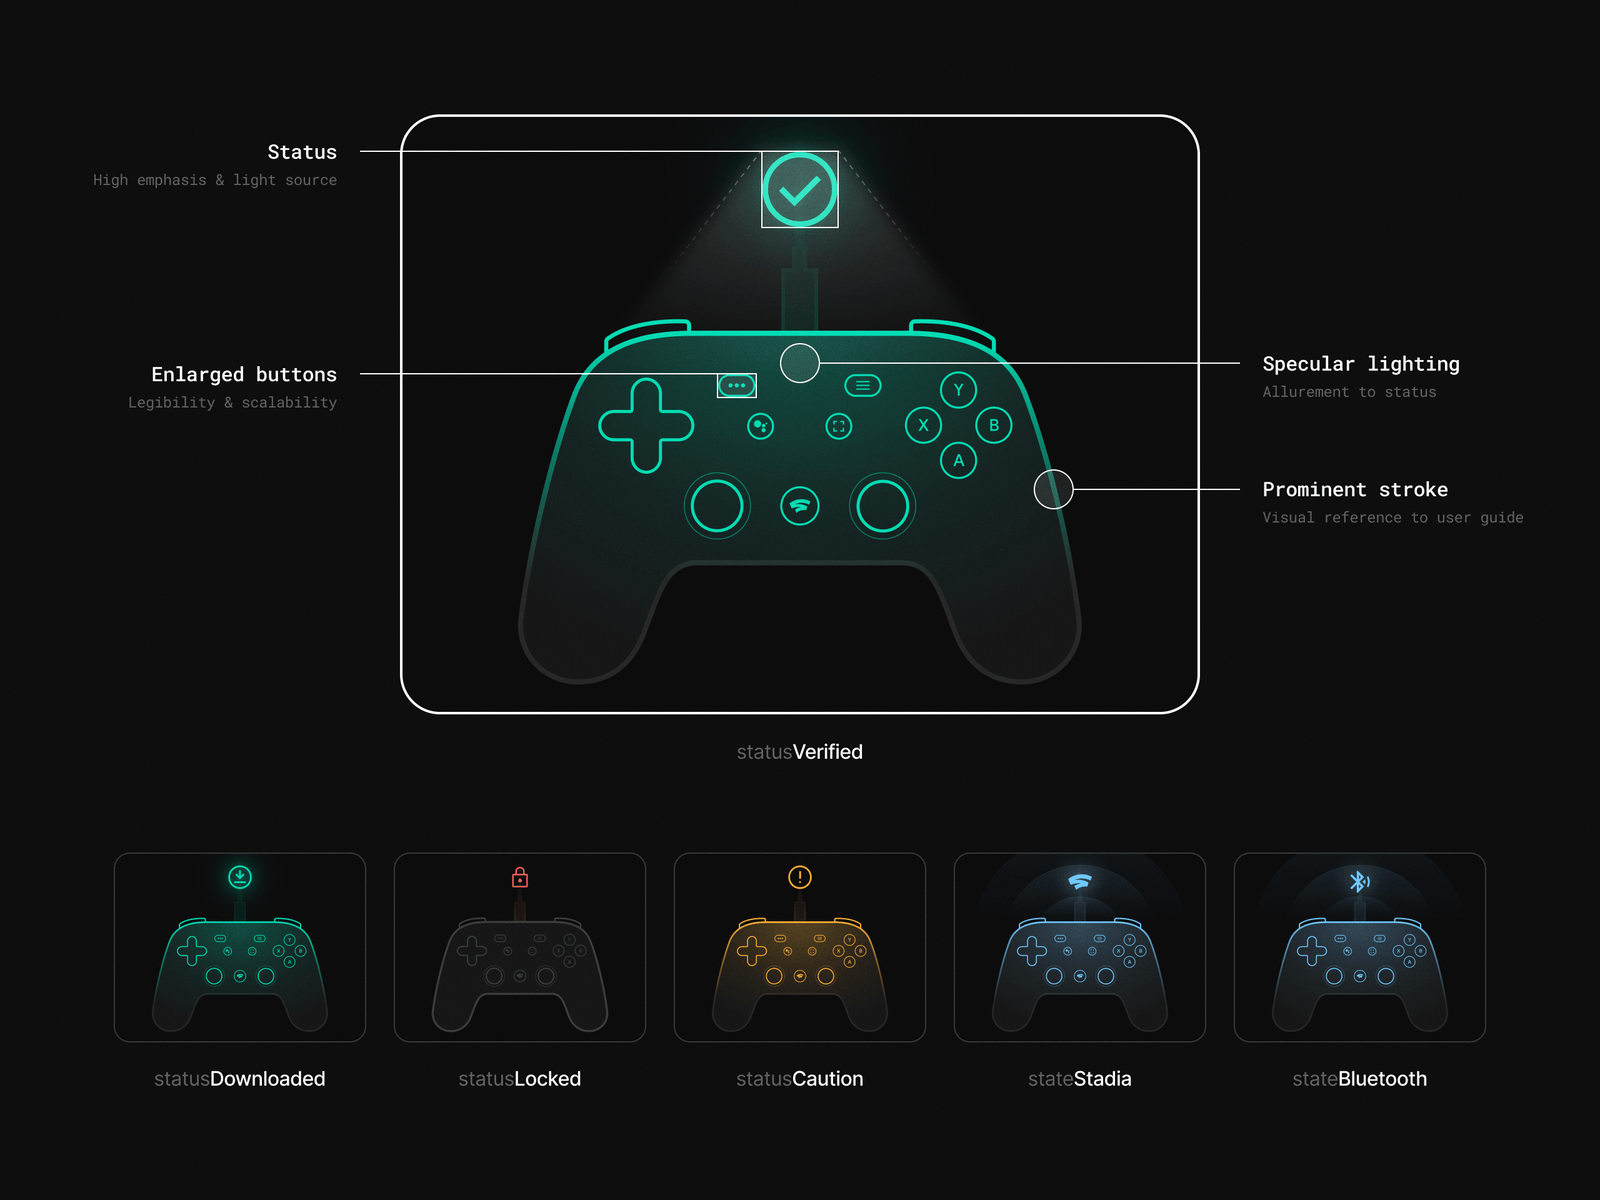 Status
High emphasis & light source
Enlarged buttons
Legibility & scalability
Specular lighting
Allurement to status
Prominent stroke
Visual reference to user guide
Y
X
B
A
statusVerified
Y
X
B
A
Y
X
B
A
Y
X
B
A
Y
X
B
A
Y
X
B
A
statusDownloaded
statusLocked
statusCaution
stateStadia
stateBluetooth